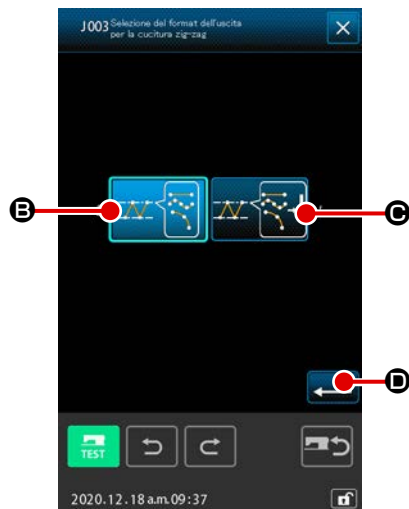 J003 Selezione del format dell'uscita
per la cucitura zig-zag
B
C
D
TEST
2020.12.18 a.m. 09:37